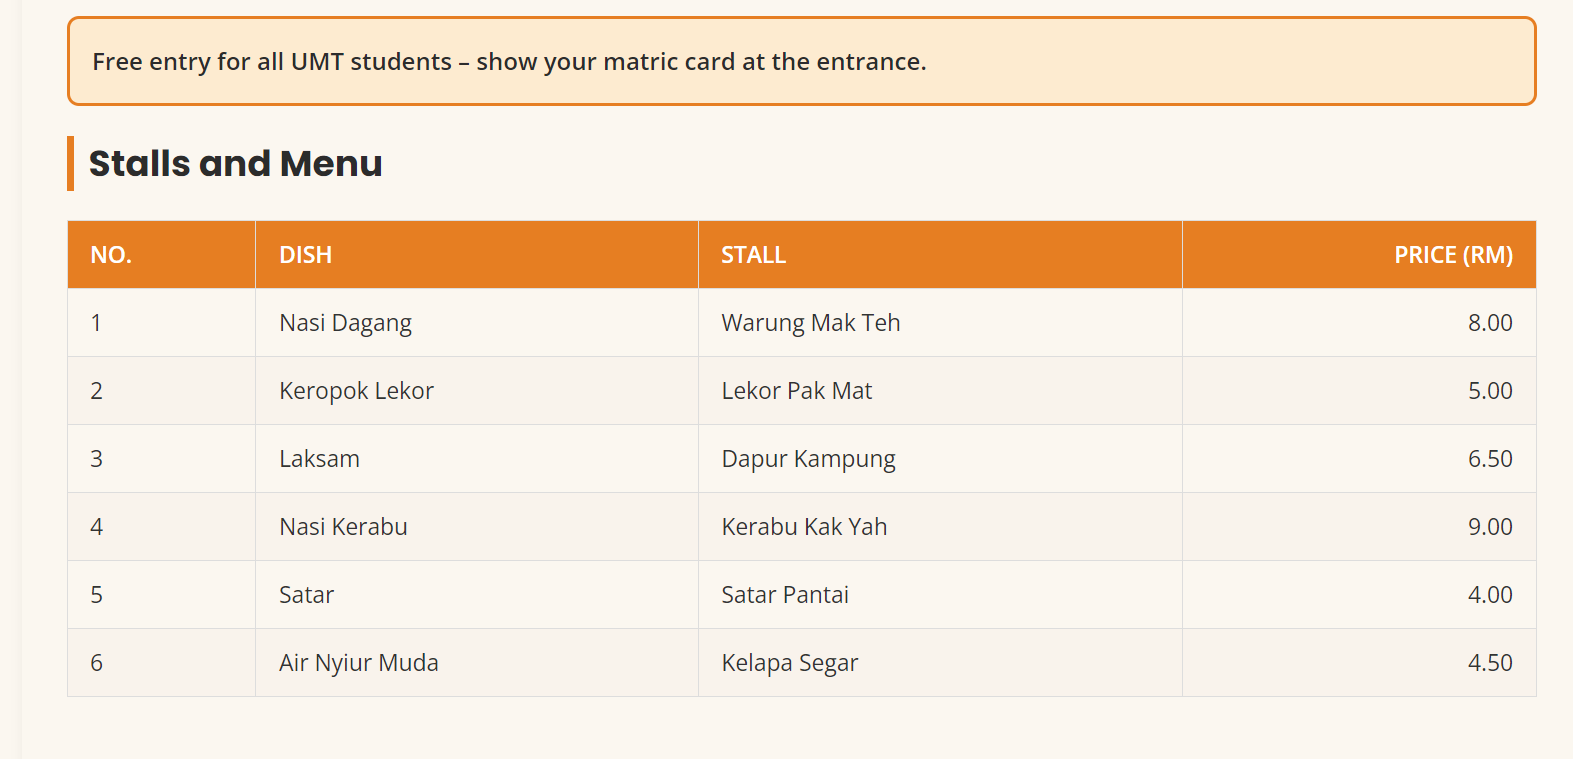 Free entry for all UMT students – show your matric card at the entrance.
Stalls and Menu
NO. DISH STALL PRICE (RM)
1 Nasi Dagang Warung Mak Teh 8.00
2 Keropok Lekor Lekor Pak Mat 5.00
3 Laksam Dapur Kampung 6.50
4 Nasi Kerabu Kerabu Kak Yah 9.00
5 Satar Satar Pantai 4.00
6 Air Nyiur Muda Kelapa Segar 4.50